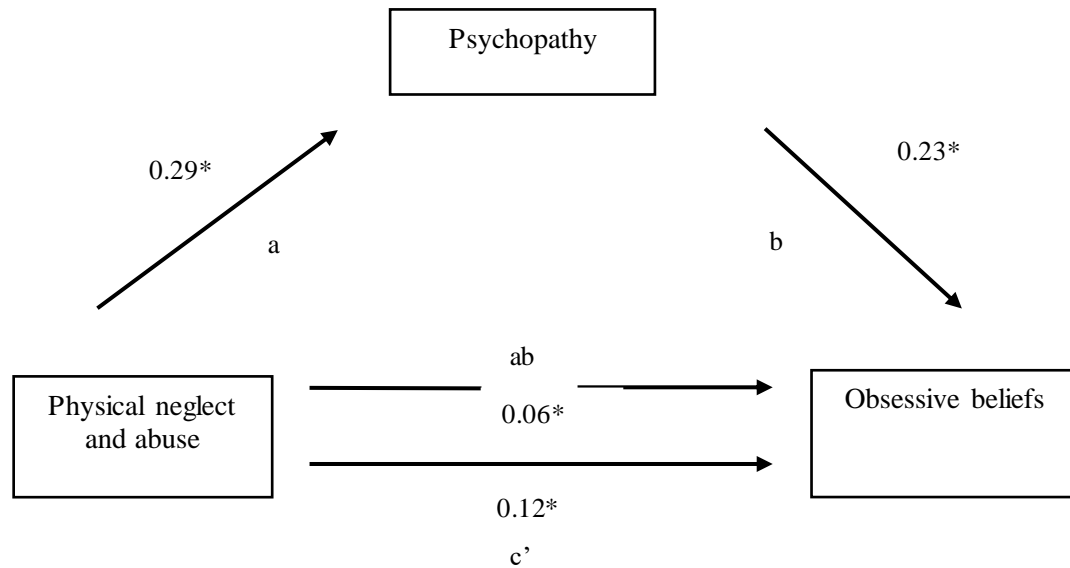 Psychopathy
0.29*
0.23*
a
b
ab
Physical neglect
and abuse
0.06*
Obsessive beliefs
0.12*
c’